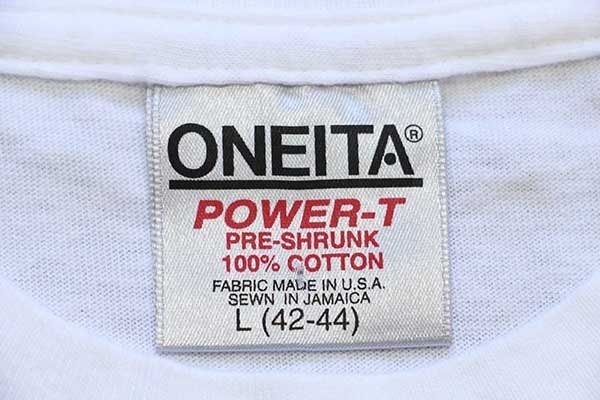 ONEITA®
POWER-T
PRE-SHRUNK
100% COTTON
FABRIC MADE IN U.S.A.
SEWN IN JAMAICA
L (42-44)